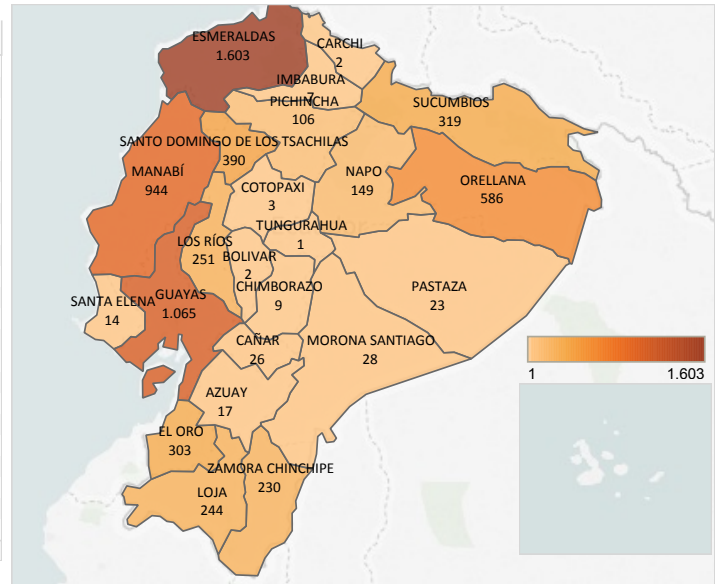 ESMERALDAS
1.603
CARCHI
2
IMBABURA
7
PICHINCHA
106
SUCUMBIOS
319
SANTO DOMINGO DE LOS TSACHILAS
390
MANABÍ
944
NAPO
149
ORELLANA
586
COTOPAXI
3
TUNGURAHUA
1
LOS RÍOS
251
BOLIVAR
2
CHIMBORAZO
9
PASTAZA
23
SANTA ELENA
14
GUAYAS
1.065
CAÑAR
26
MORONA SANTIAGO
28
1
1.603
AZUAY
17
EL ORO
303
ZAMORA CHINCHIPE
230
LOJA
244